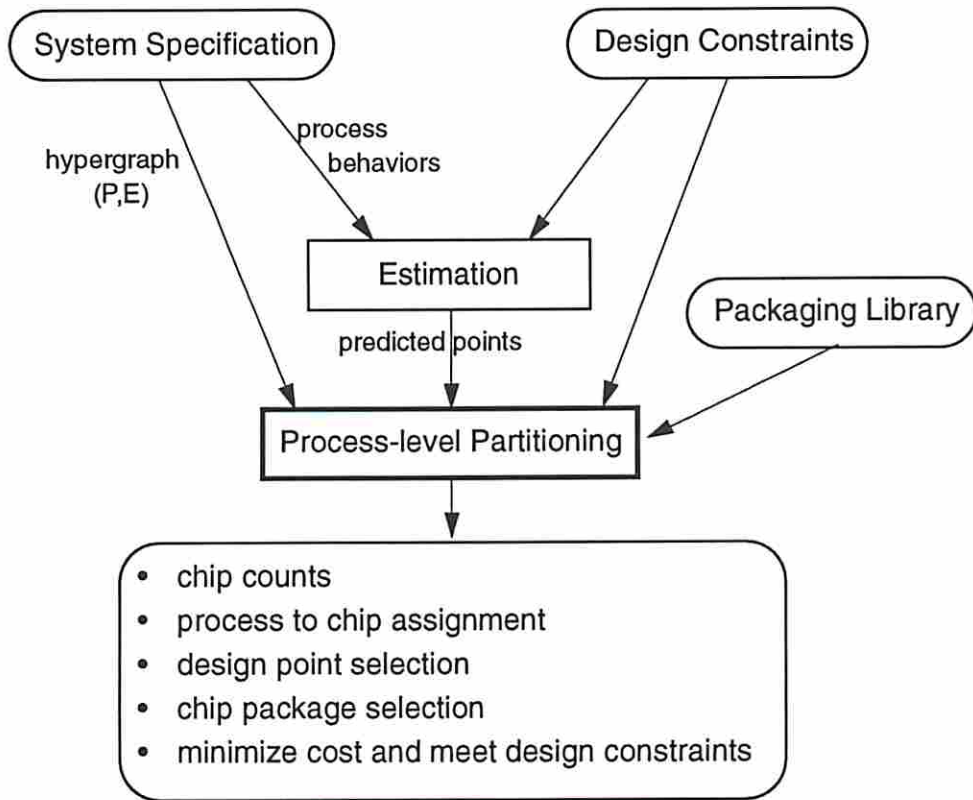 System Specification
Design Constraints
process
behaviors
hypergraph
(P,E)
Estimation
Packaging Library
predicted points
Process-level Partitioning
• chip counts
• process to chip assignment
• design point selection
• chip package selection
• minimize cost and meet design constraints